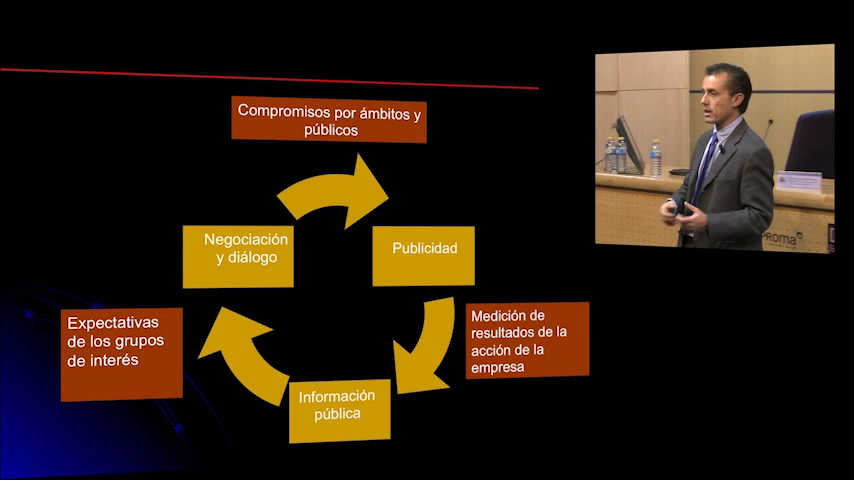 Compromisos por ámbitos y
públicos
Negociación
y diálogo
Publicidad
Expectativas
de los grupos
de interés
Medición de
resultados de la
acción de la
empresa
Información
pública
PROMA